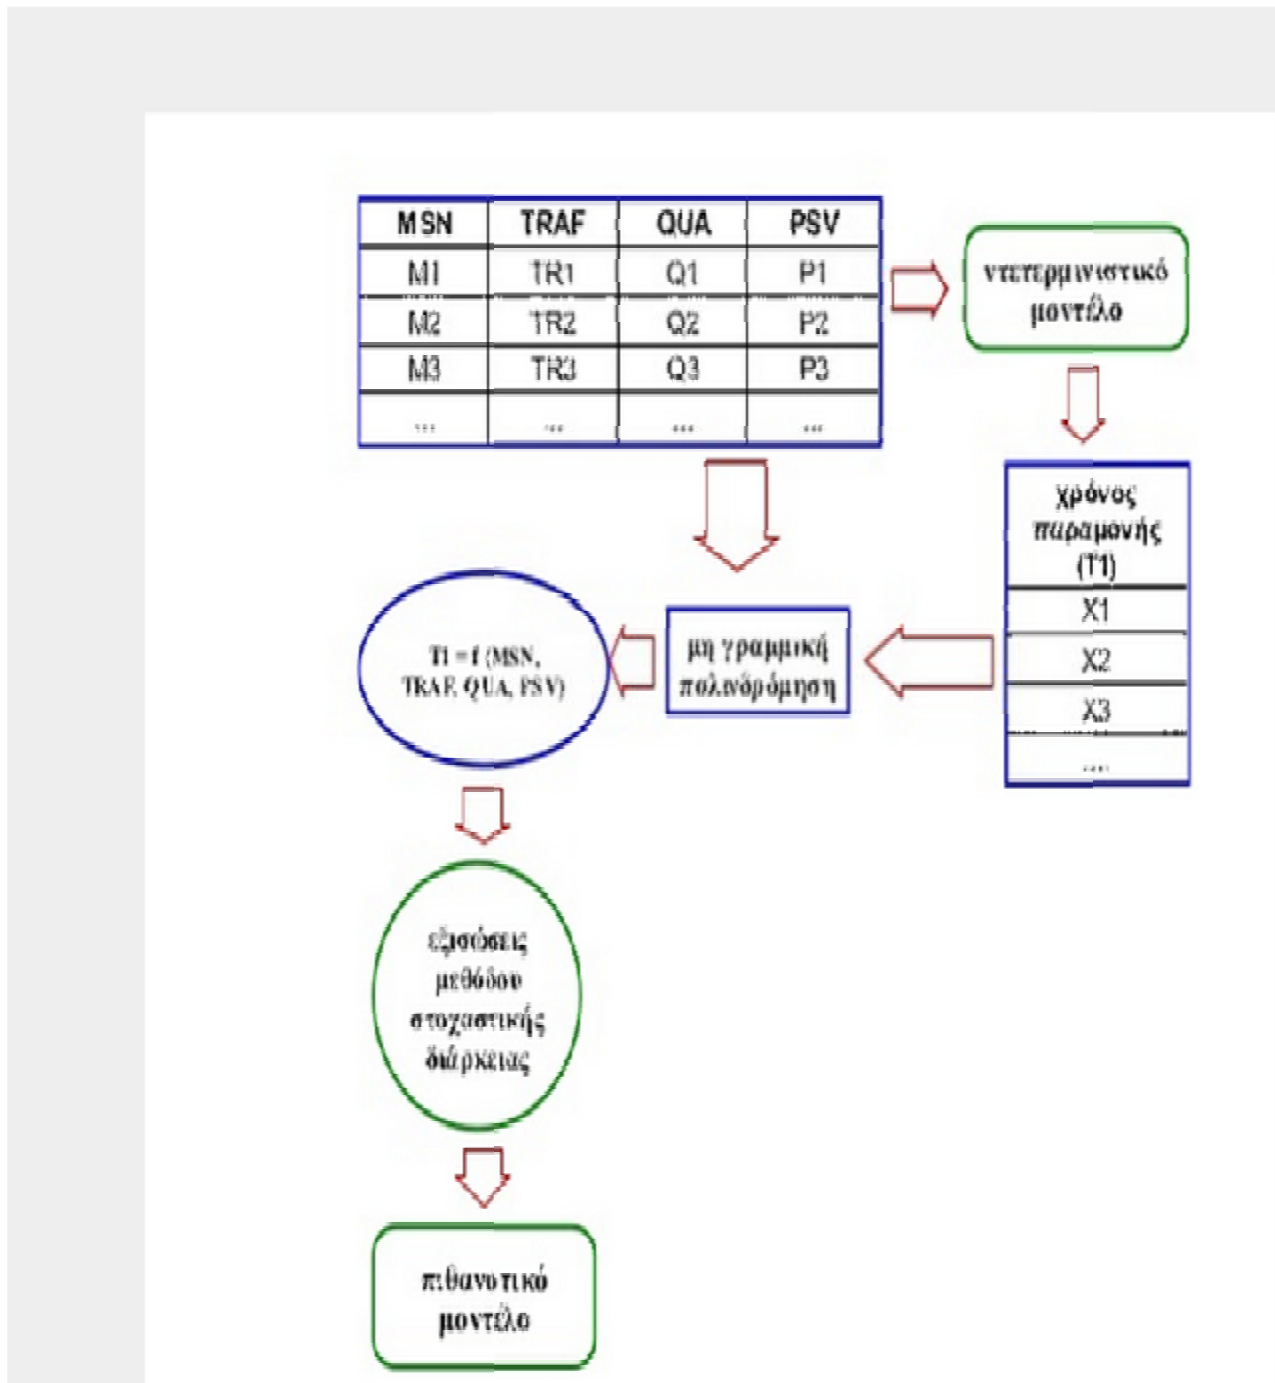 MSN TRAF QUA PSV
M1 TR1 Q1 P1
M2 TR2 Q2 P2
M3 TR3 Q3 P3
... ... ... ...
ντετερμινιστικό
μοντέλο
χρόνος
παραμονής
(T1)
X1
X2
X3
....
μη γραμμική
παλινδρόμηση
T1 = f (MSN,
TRAF, QUA, PSV)
εξισώσεις
μεθόδου
στοχαστικής
διάρκειας
πιθανοτικό
μοντέλο